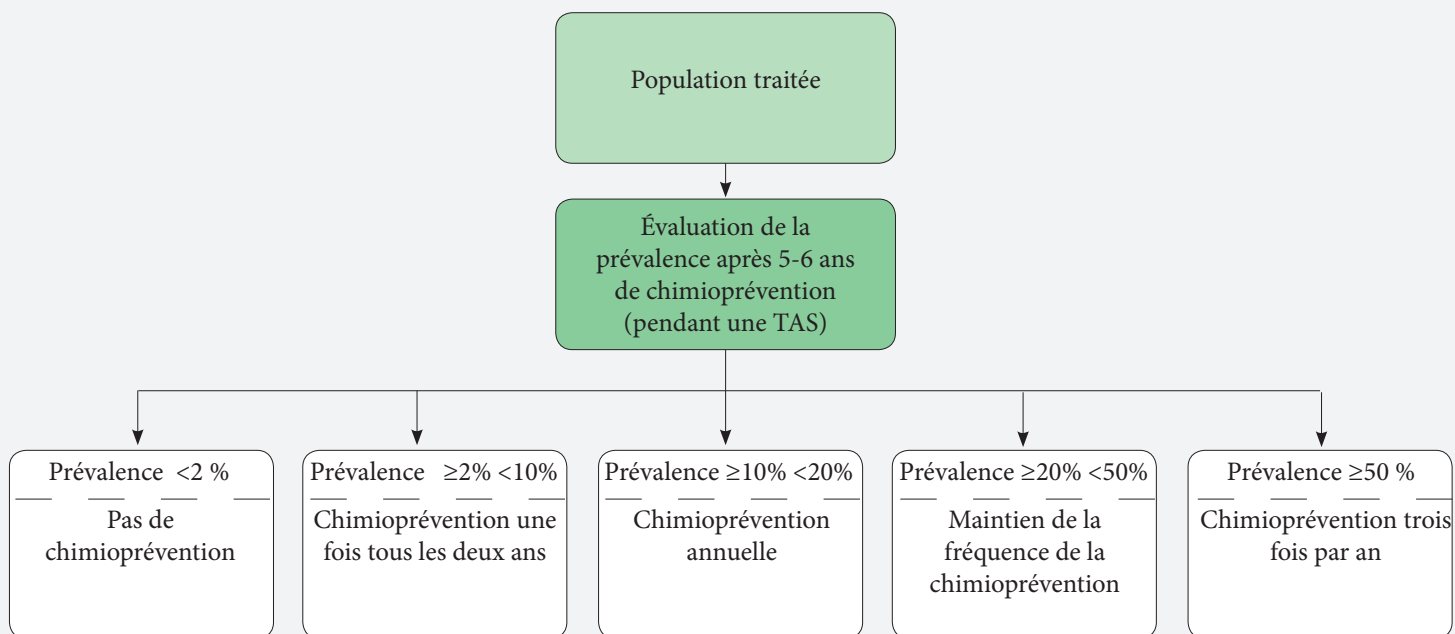 Population traitée
Évaluation de la
prévalence après 5-6 ans
de chimioprévention
(pendant une TAS)
Prévalence <2 %
Pas de
chimioprévention
Prévalence ≥2% <10%
Chimioprévention une
fois tous les deux ans
Prévalence ≥10% <20%
Chimioprévention
annuelle
Prévalence ≥20% <50%
Maintien de la
fréquence de la
chimioprévention
Prévalence ≥50 %
Chimioprévention trois
fois par an